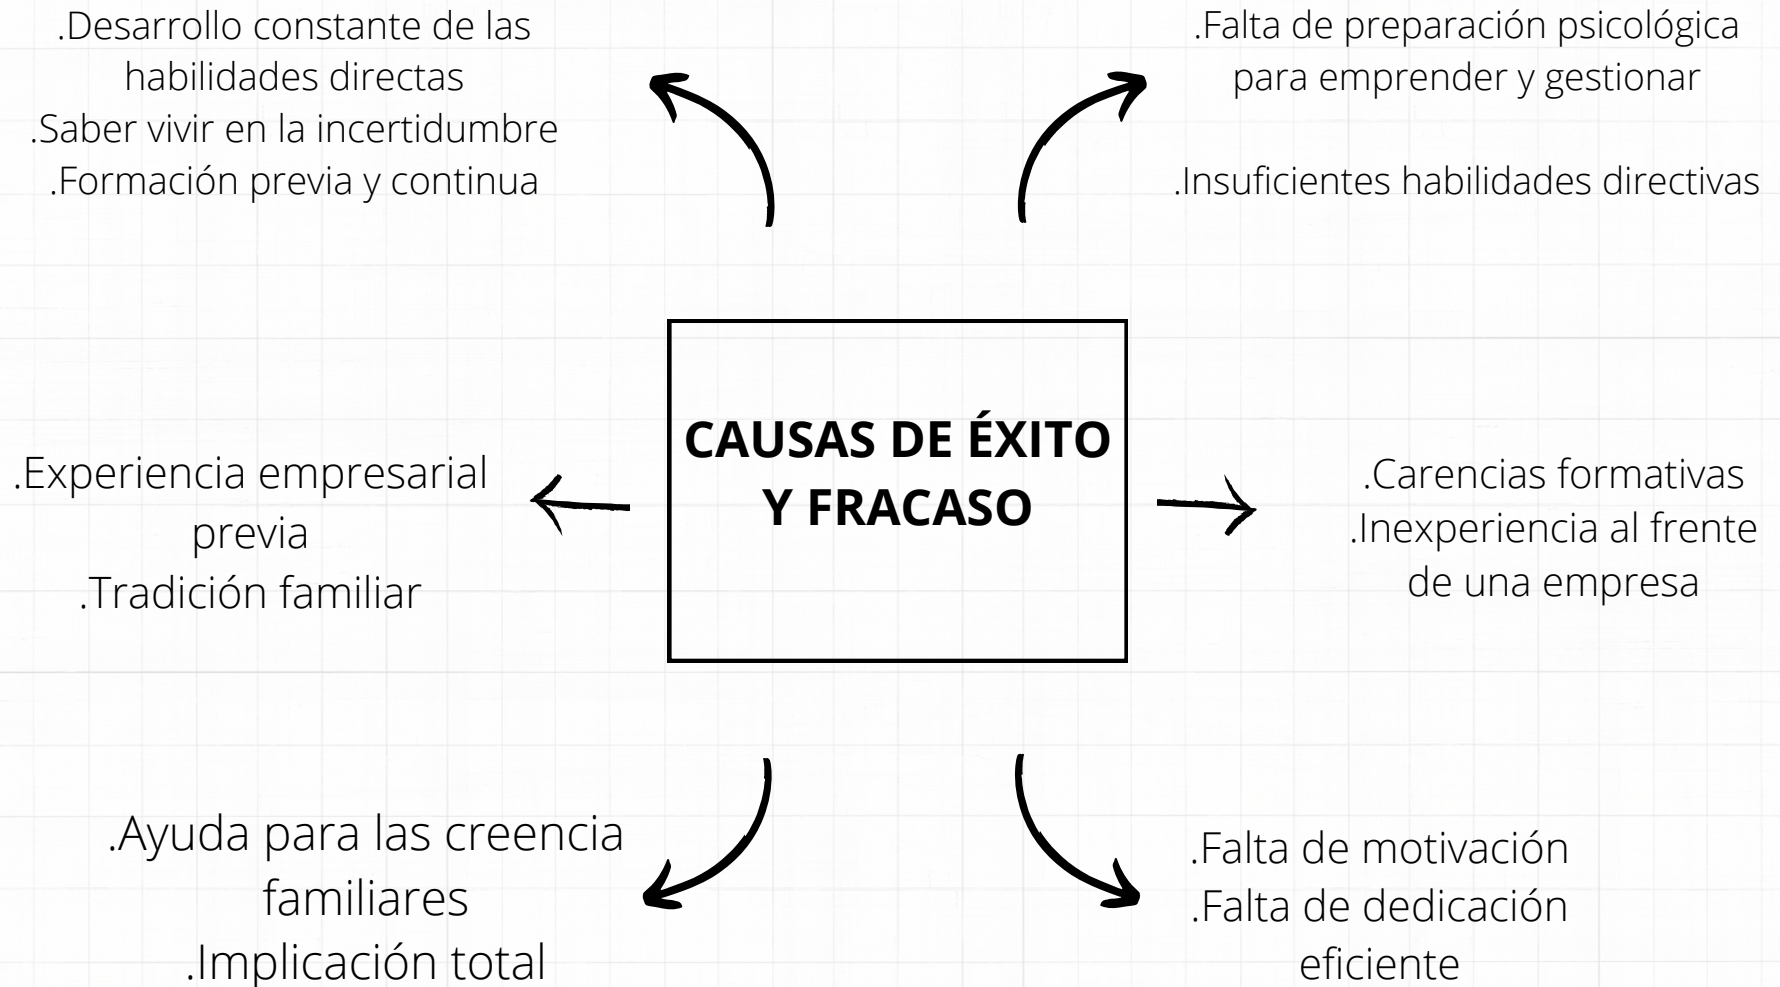 .Desarrollo constante de las
habilidades directas
.Saber vivir en la incertidumbre
.Formación previa y continua
.Falta de preparación psicológica
para emprender y gestionar
.Insuficientes habilidades directivas
CAUSAS DE ÉXITO
Y FRACASO
.Experiencia empresarial
previa
.Tradición familiar
.Carencias formativas
.Inexperiencia al frente
de una empresa
.Ayuda para las creencia
familiares
.Implicación total
.Falta de motivación
.Falta de dedicación
eficiente